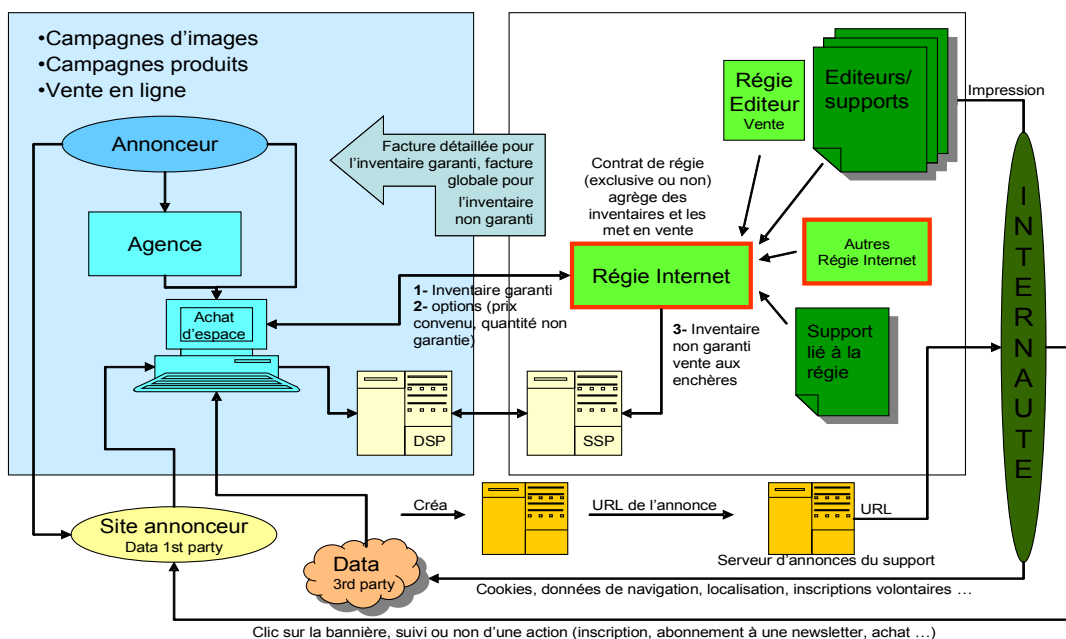 •Campagnes d'images
•Campagnes produits
•Vente en ligne
Annonceur
Agence
Achat
d'espace
Facture détaillée pour
l'inventaire garanti, facture
globale pour
l'inventaire
non garanti
Régie
Editeur
Vente
Editeurs/
supports
Impression
Contrat de régie
(exclusive ou non)
agrège des
inventaires et les
met en vente
Régie Internet
Autres
Régie Internet
1- Inventaire garanti
2- options (prix
convenu, quantité non
garantie)
3- Inventaire
non garanti
vente aux
enchères
Support
lié à la
régie
DSP
SSP
INTERNAUTE
Site annonceur
Data 1st party
Data
3rd party
Créa
URL de l'annonce
URL
Serveur d'annonces du support
Cookies, données de navigation, localisation, inscriptions volontaires …
Clic sur la bannière, suivi ou non d'une action (inscription, abonnement à une newsletter, achat …)